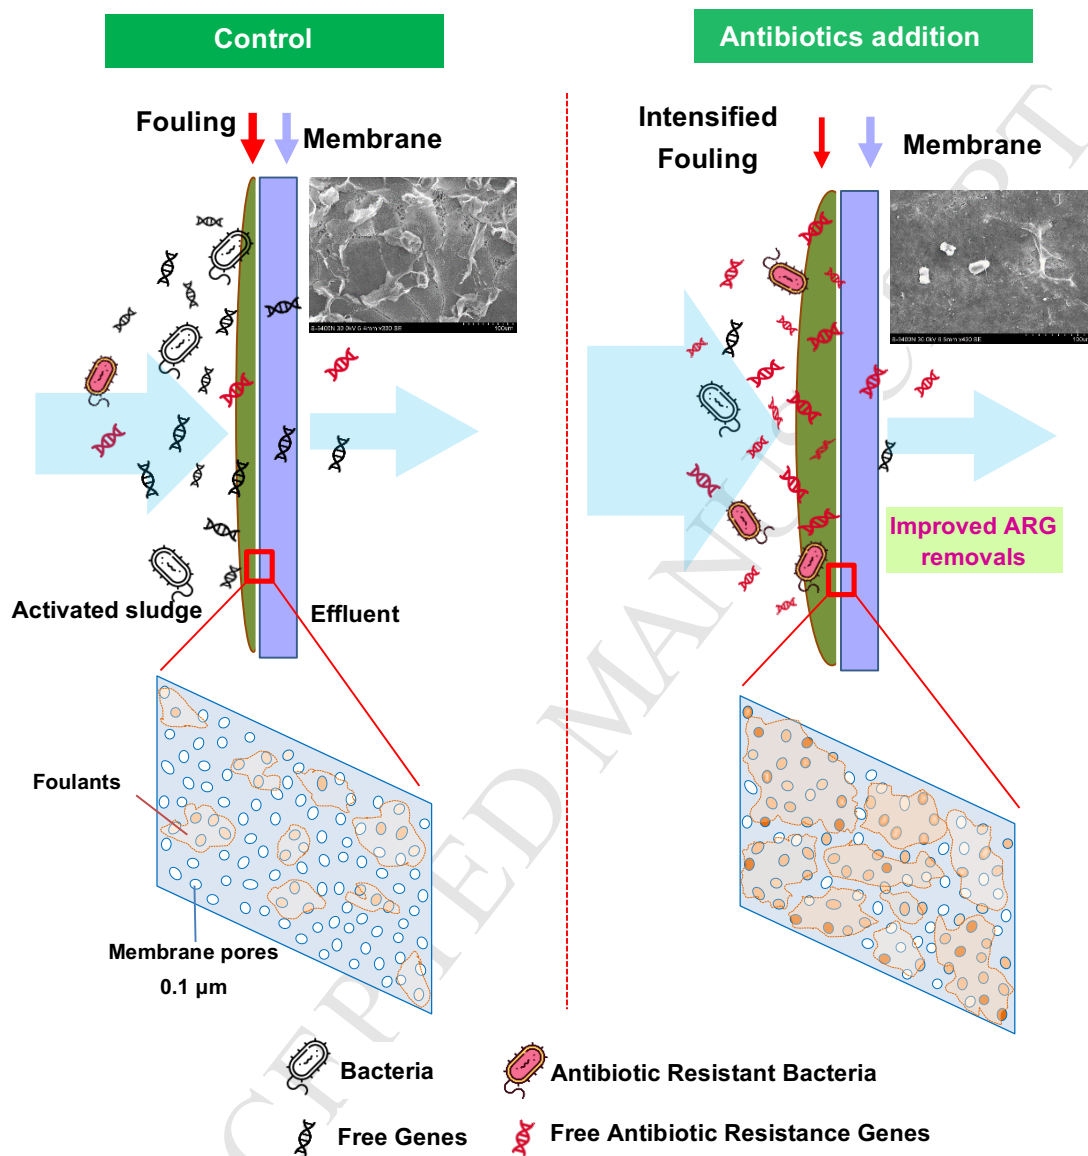 Control
Antibiotics addition
Fouling
Membrane
Intensified
Fouling
Membrane
100um
Improved ARG
removals
Activated sludge
Effluent
Foulants
Membrane pores
0.1 µm
Bacteria
Antibiotic Resistant Bacteria
Free Genes
Free Antibiotic Resistance Genes